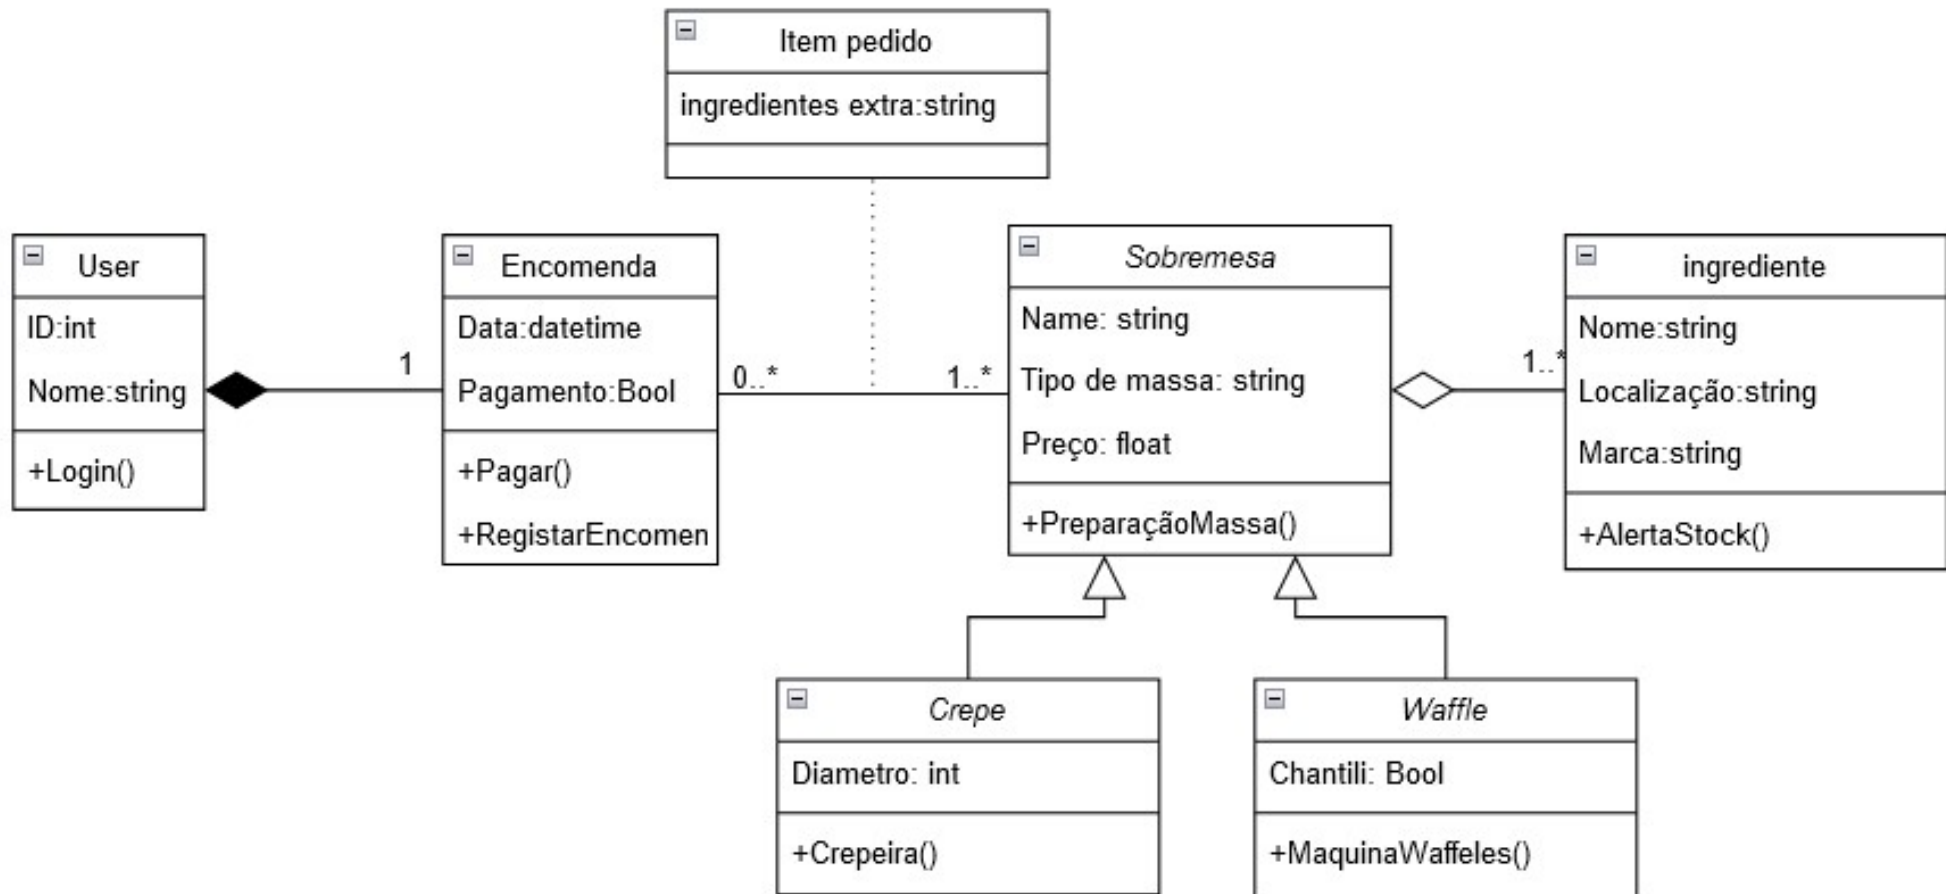 Item pedido
ingredientes extra:string
User
ID:int
Nome:string
+Login()
1
Encomenda
Data:datetime
Pagamento:Bool
+Pagar()
+RegistarEncomen
0..*
1..*
Sobremesa
Name: string
Tipo de massa: string
Preço: float
+PreparaçãoMassa()
1..*
ingrediente
Nome:string
Localização:string
Marca:string
+AlertaStock()
Crepe
Diametro: int
+Crepeira()
Waffle
Chantili: Bool
+MaquinaWaffeles()